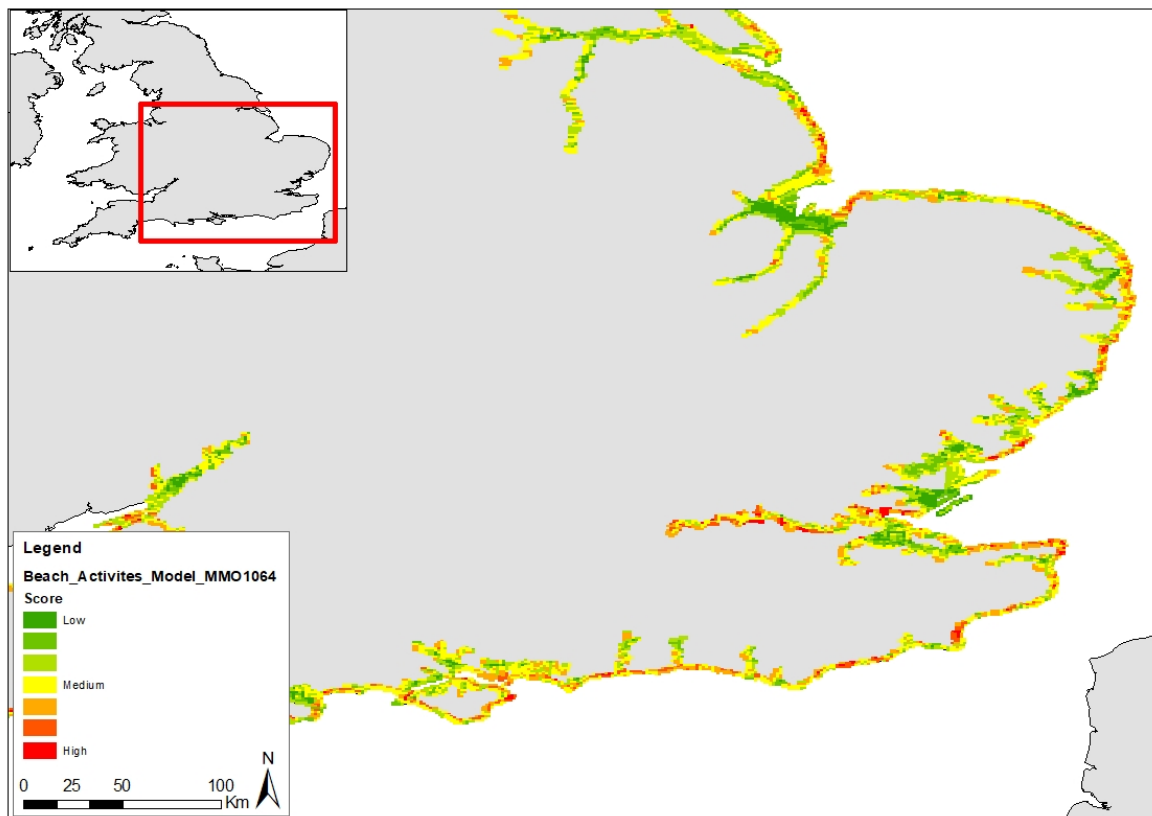 Legend
Beach_Activites_Model_MMO1064
Score
Low
Medium
High
N
0 25 50 100
Km